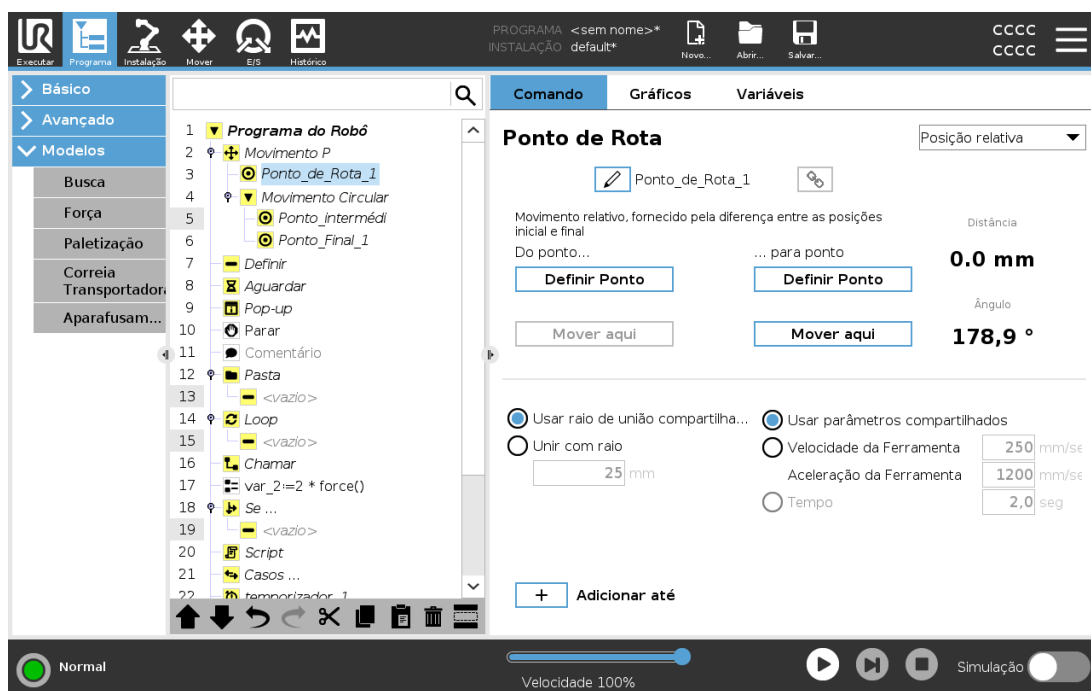 PROGRAMA <sem nome>*
INSTALAÇÃO default*
CCCC
CCCC
Executar
Programa
Instalação
Mover
E/S
Histórico
Novo...
Abrir...
Salvar...
Básico
Avançado
Modelos
Busca
Força
Paletização
Correia
Transportadora
Aparafusam...
1 Programa do Robô
2 Movimento P
3 Ponto_de_Rota_1
4 Movimento Circular
5 Ponto_intermédi
6 Ponto_Final_1
7 Definir
8 Aguardar
9 Pop-up
10 Parar
11 Comentário
12 Pasta
13 <vazio>
14 Loop
15 <vazio>
16 Chamar
17 var_2:=2 * force()
18 Se ...
19 <vazio>
20 Script
21 Casos ...
22 temporizador_1
Comando
Gráficos
Variáveis
Ponto de Rota
Posição relativa
Ponto_de_Rota_1
Movimento relativo, fornecido pela diferença entre as posições
inicial e final
Do ponto...
... para ponto
Definir Ponto
Definir Ponto
Mover aqui
Mover aqui
Distância
0.0 mm
Ângulo
178,9 °
Usar raio de união compartilha...
Unir com raio
25 mm
Usar parâmetros compartilhados
Velocidade da Ferramenta 250 mm/se
Aceleração da Ferramenta 1200 mm/se
Tempo 2,0 seg
+ Adicionar até
Normal
Velocidade 100%
Simulação